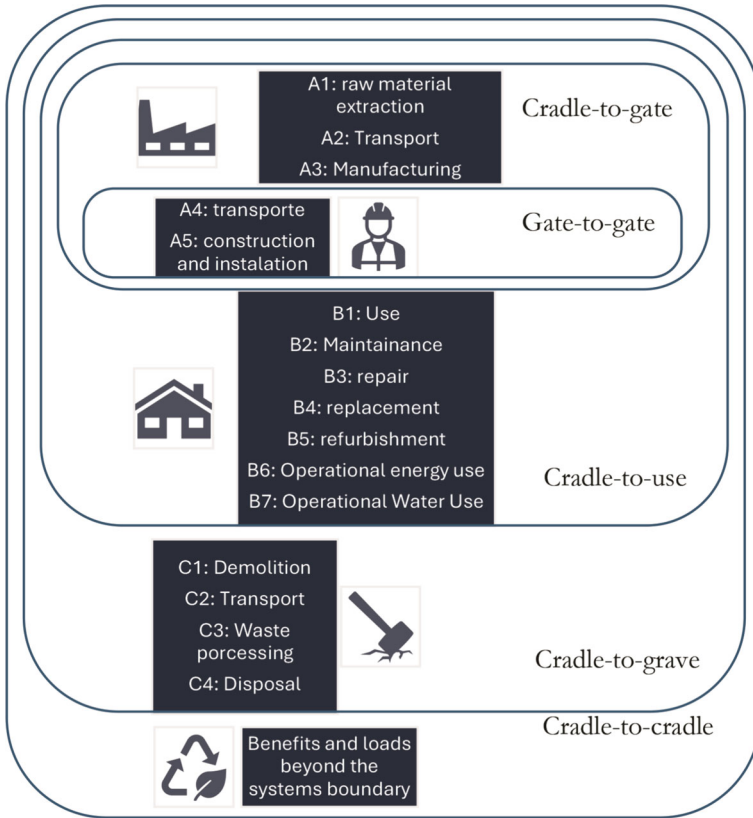 A1: raw material
extraction
A2: Transport
A3: Manufacturing
Cradle-to-gate
A4: transporte
A5: construction
and instalation
Gate-to-gate
B1: Use
B2: Maintainance
B3: repair
B4: replacement
B5: refurbishment
B6: Operational energy use
B7: Operational Water Use
Cradle-to-use
C1: Demolition
C2: Transport
C3: Waste
porcessing
C4: Disposal
Cradle-to-grave
Cradle-to-cradle
Benefits and loads
beyond the
systems boundary